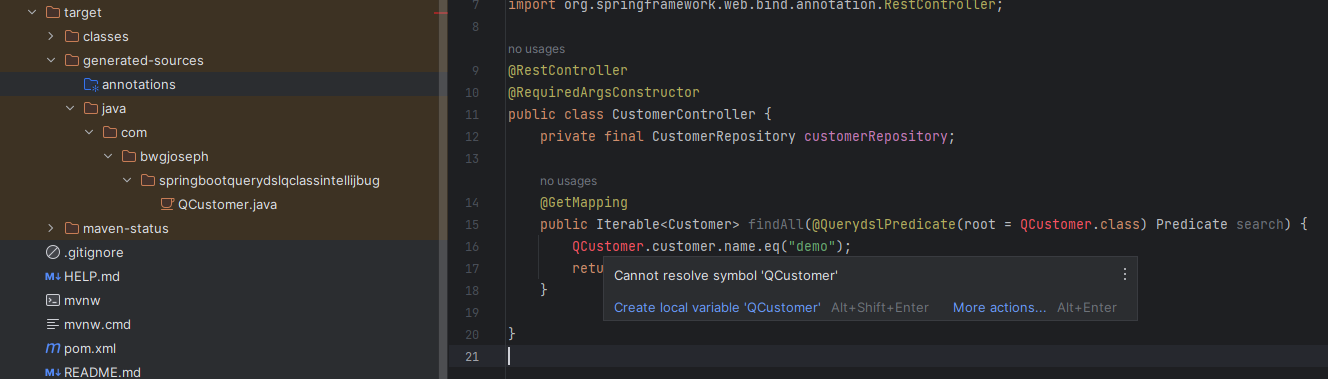 target
classes
generated-sources
annotations
java
com
bwgjoseph
springbootquerydslqclassintellijbug
QCustomer.java
maven-status
.gitignore
M↓ HELP.md
mvnw
mvnw.cmd
m pom.xml
M↓ README.md
7 import org.springframework.web.bind.annotation.RestController;
8
no usages
9 @RestController
10 @RequiredArgsConstructor
11 public class CustomerController {
12 private final CustomerRepository customerRepository;
13
no usages
14 @GetMapping
15 public Iterable<Customer> findAll(@QuerydslPredicate(root = QCustomer.class) Predicate search) {
16 QCustomer.customer.name.eq("demo");
17 retu
Cannot resolve symbol 'QCustomer'
Create local variable 'QCustomer' Alt+Shift+Enter More actions... Alt+Enter
18 }
19
20 }
21